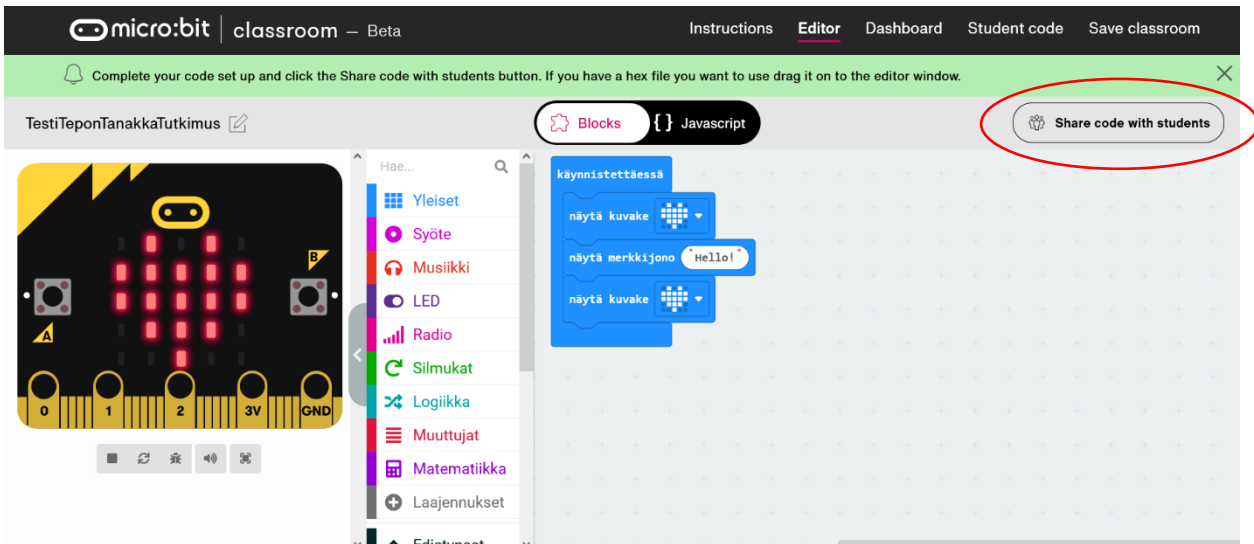 micro:bit classroom – Beta
Instructions Editor Dashboard Student code Save classroom
Complete your code set up and click the Share code with students button. If you have a hex file you want to use drag it on to the editor window.
TestiTeponTanakkaTutkimus
Blocks
{ } Javascript
Share code with students
B
A
0 1 2 3V GND
Hae...
Yleiset
Syöte
Musiikki
LED
Radio
Silmukat
Logiikka
Muuttujat
Matematiikka
Laajennukset
käynnistettäessä
näytä kuvake
näytä merkkijono "Hello!"
näytä kuvake